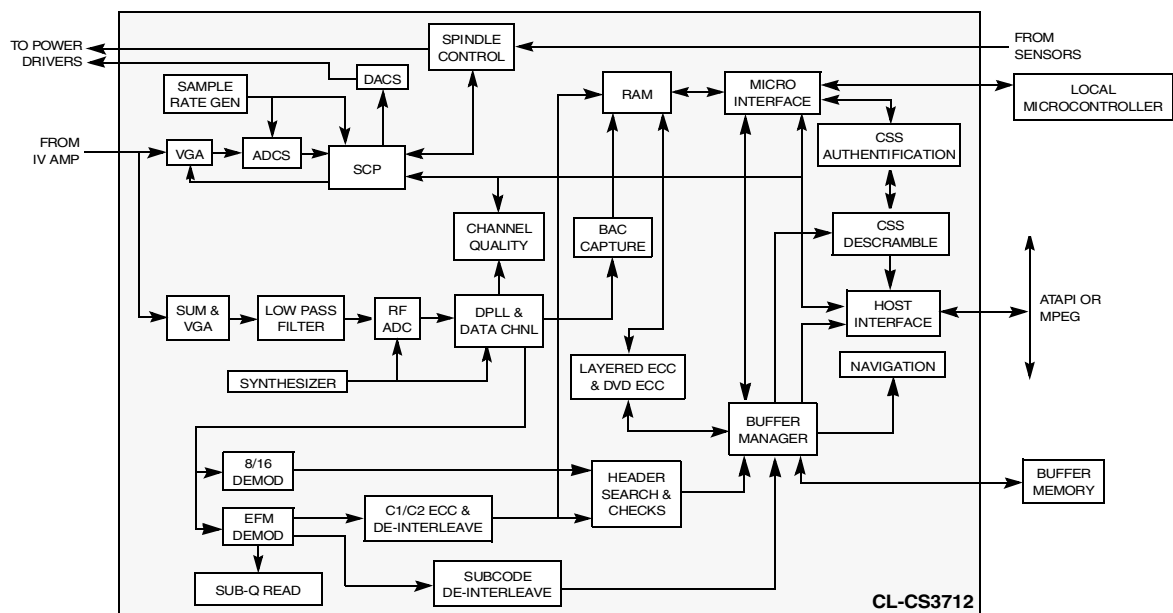 TO POWER
DRIVERS
SPINDLE
CONTROL
FROM
SENSORS
SAMPLE
RATE GEN
DACS
RAM
MICRO
INTERFACE
LOCAL
MICROCONTROLLER
FROM
IV AMP
VGA
ADCS
SCP
CSS
AUTHENTIFICATION
CHANNEL
QUALITY
BAC
CAPTURE
CSS
DESCRAMBLE
SUM &
VGA
LOW PASS
FILTER
RF
ADC
DPLL &
DATA CHNL
HOST
INTERFACE
ATAPI OR
MPEG
SYNTHESIZER
LAYERED ECC
& DVD ECC
NAVIGATION
BUFFER
MANAGER
8/16
DEMOD
HEADER
SEARCH &
CHECKS
BUFFER
MEMORY
EFM
DEMOD
C1/C2 ECC &
DE-INTERLEAVE
SUB-Q READ
SUBCODE
DE-INTERLEAVE
CL-CS3712